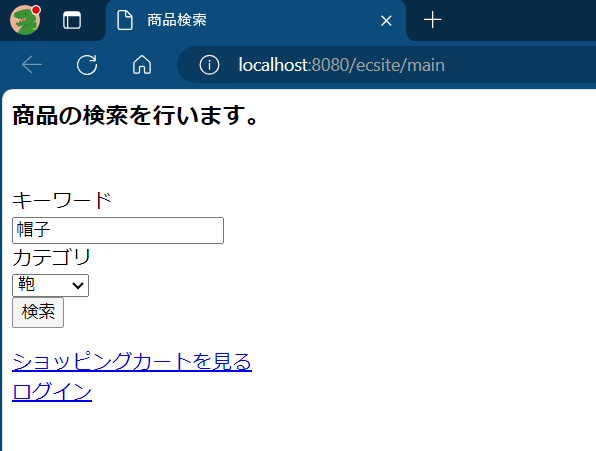 商品検索
localhost:8080/ecsite/main
商品の検索を行います。
キーワード
帽子
カテゴリ
鞄
検索
ショッピングカートを見る
ログイン